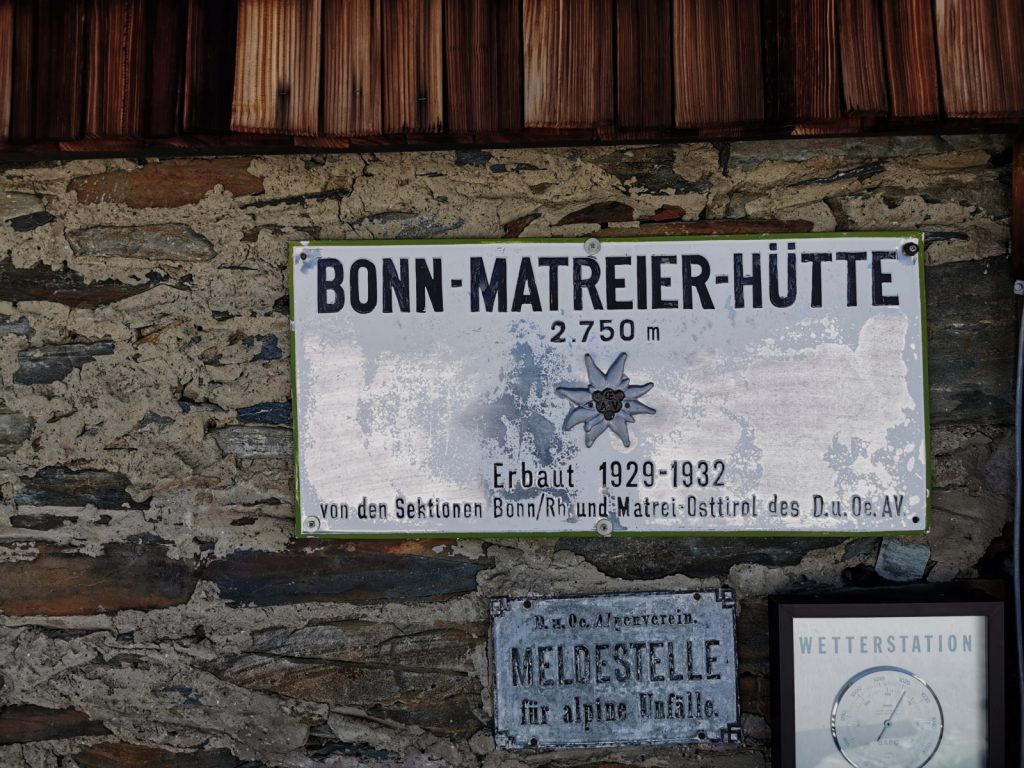 BONN-MATREIER-HÜTTE
2.750 m
Erbaut 1929-1932
von den Sektionen Bonn/Rh. und Matrei-Osttirol des D.u.Oe.AV.
D.u.Oe. Alpenverein.
MELDESTELLE
für alpine Unfälle.
WETTERSTATION